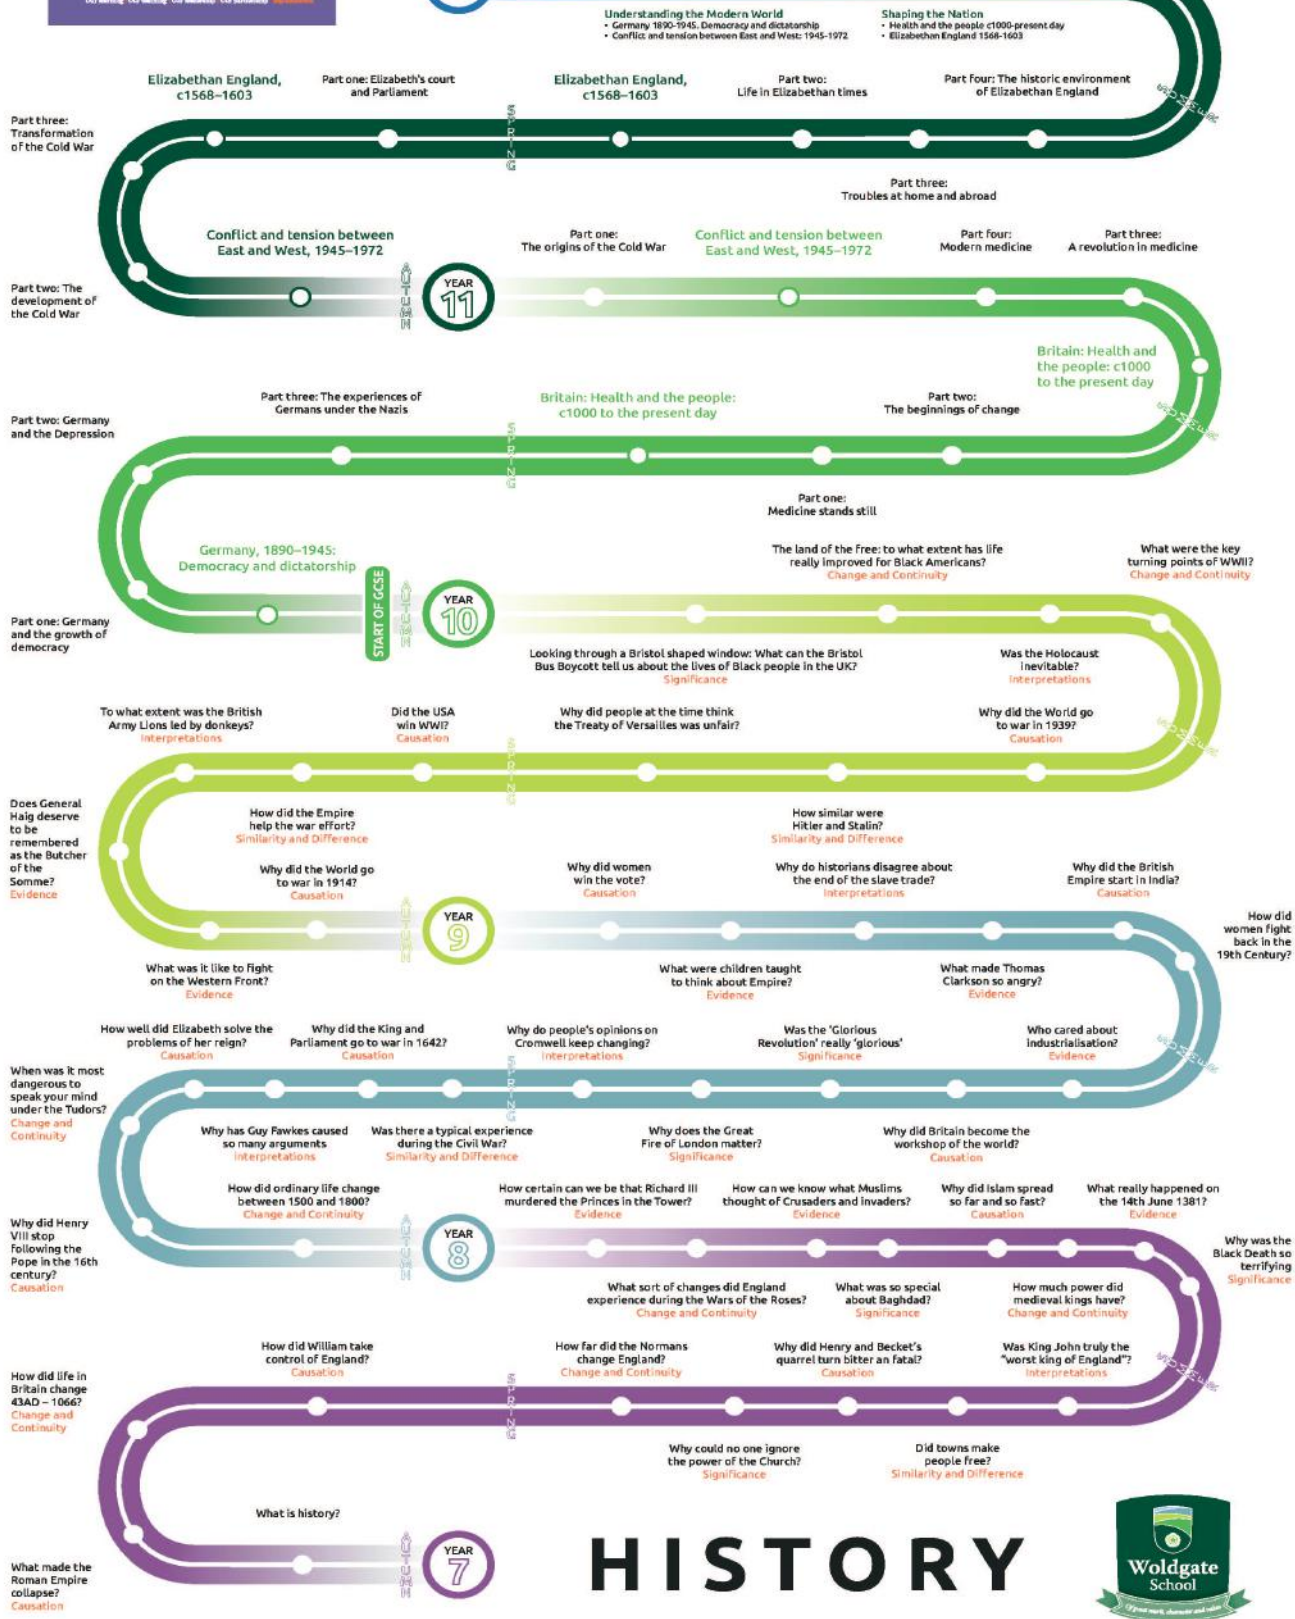 Understanding the Modern World
• Germany 1890-1945. Democracy and dictatorship
• Conflict and tension between East and West: 1945-1972
Shaping the Nation
• Health and the people c1000-present day
• Elizabethan England 1568-1603
Elizabethan England,
c1568–1603
Part one: Elizabeth's court
and Parliament
Elizabethan England,
c1568–1603
Part two:
Life in Elizabethan times
Part four: The historic environment
of Elizabethan England
SUMMER
SPRING
Part three:
Transformation
of the Cold War
Part three:
Troubles at home and abroad
Conflict and tension between
East and West, 1945–1972
Part one:
The origins of the Cold War
Conflict and tension between
East and West, 1945–1972
Part four:
Modern medicine
Part three:
A revolution in medicine
Part two: The
development of
the Cold War
AUTUMN
YEAR
11
Britain: Health and
the people: c1000
to the present day
Part three: The experiences of
Germans under the Nazis
Britain: Health and the people:
c1000 to the present day
Part two:
The beginnings of change
SUMMER
Part two: Germany
and the Depression
SPRING
Part one:
Medicine stands still
Germany, 1890–1945:
Democracy and dictatorship
The land of the free: to what extent has life
really improved for Black Americans?
Change and Continuity
What were the key
turning points of WWII?
Change and Continuity
START OF GCSE
AUTUMN
YEAR
10
Part one: Germany
and the growth of
democracy
Looking through a Bristol shaped window: What can the Bristol
Bus Boycott tell us about the lives of Black people in the UK?
Significance
Was the Holocaust
inevitable?
Interpretations
To what extent was the British
Army Lions led by donkeys?
Interpretations
Did the USA
win WWI?
Causation
Why did people at the time think
the Treaty of Versailles was unfair?
Why did the World go
to war in 1939?
Causation
SUMMER
SPRING
Does General
Haig deserve
to be
remembered
as the Butcher
of the
Somme?
Evidence
How did the Empire
help the war effort?
Similarity and Difference
How similar were
Hitler and Stalin?
Similarity and Difference
Why did the World go
to war in 1914?
Causation
Why did women
win the vote?
Causation
Why do historians disagree about
the end of the slave trade?
Interpretations
Why did the British
Empire start in India?
Causation
AUTUMN
YEAR
9
How did
women fight
back in the
19th Century?
What was it like to fight
on the Western Front?
Evidence
What were children taught
to think about Empire?
Evidence
What made Thomas
Clarkson so angry?
Evidence
How well did Elizabeth solve the
problems of her reign?
Causation
Why did the King and
Parliament go to war in 1642?
Causation
Why do people's opinions on
Cromwell keep changing?
Interpretations
Was the 'Glorious
Revolution' really 'glorious'
Significance
Who cared about
industrialisation?
Evidence
SUMMER
SPRING
When was it most
dangerous to
speak your mind
under the Tudors?
Change and
Continuity
Why has Guy Fawkes caused
so many arguments
Interpretations
Was there a typical experience
during the Civil War?
Similarity and Difference
Why does the Great
Fire of London matter?
Significance
Why did Britain become the
workshop of the world?
Causation
How did ordinary life change
between 1500 and 1800?
Change and Continuity
How certain can we be that Richard III
murdered the Princes in the Tower?
Evidence
How can we know what Muslims
thought of Crusaders and invaders?
Evidence
Why did Islam spread
so far and so fast?
Causation
What really happened on
the 14th June 1381?
Evidence
Why did Henry
VIII stop
following the
Pope in the 16th
century?
Causation
AUTUMN
YEAR
8
Why was the
Black Death so
terrifying
Significance
What sort of changes did England
experience during the Wars of the Roses?
Change and Continuity
What was so special
about Baghdad?
Significance
How much power did
medieval kings have?
Change and Continuity
How did William take
control of England?
Causation
How far did the Normans
change England?
Change and Continuity
Why did Henry and Becket's
quarrel turn bitter an fatal?
Causation
Was King John truly the
"worst king of England"?
Interpretations
SUMMER
SPRING
How did life in
Britain change
43AD – 1066?
Change and
Continuity
Why could no one ignore
the power of the Church?
Significance
Did towns make
people free?
Similarity and Difference
What is history?
AUTUMN
YEAR
7
What made the
Roman Empire
collapse?
Causation
HISTORY
Woldgate
School